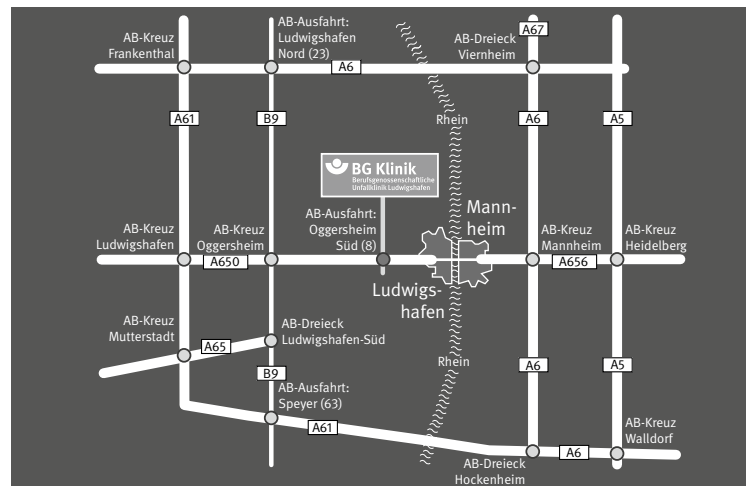 AB-Kreuz
Frankenthal
AB-Ausfahrt:
Ludwigshafen
Nord (23)
AB-Dreieck
Viernheim
A67
A6
A61
B9
Rhein
A6
A5
BG Klinik
Berufsgenossenschaftliche
Unfallklinik Ludwigshafen
AB-Kreuz
Ludwigshafen
AB-Kreuz
Oggersheim
AB-Ausfahrt:
Oggersheim
Süd (8)
Mann-
heim
AB-Kreuz
Mannheim
AB-Kreuz
Heidelberg
A650
A656
Ludwigs-
hafen
AB-Kreuz
Mutterstadt
A65
AB-Dreieck
Ludwigshafen-Süd
Rhein
A6
A5
B9
AB-Ausfahrt:
Speyer (63)
A61
AB-Kreuz
Walldorf
A6
AB-Dreieck
Hockenheim